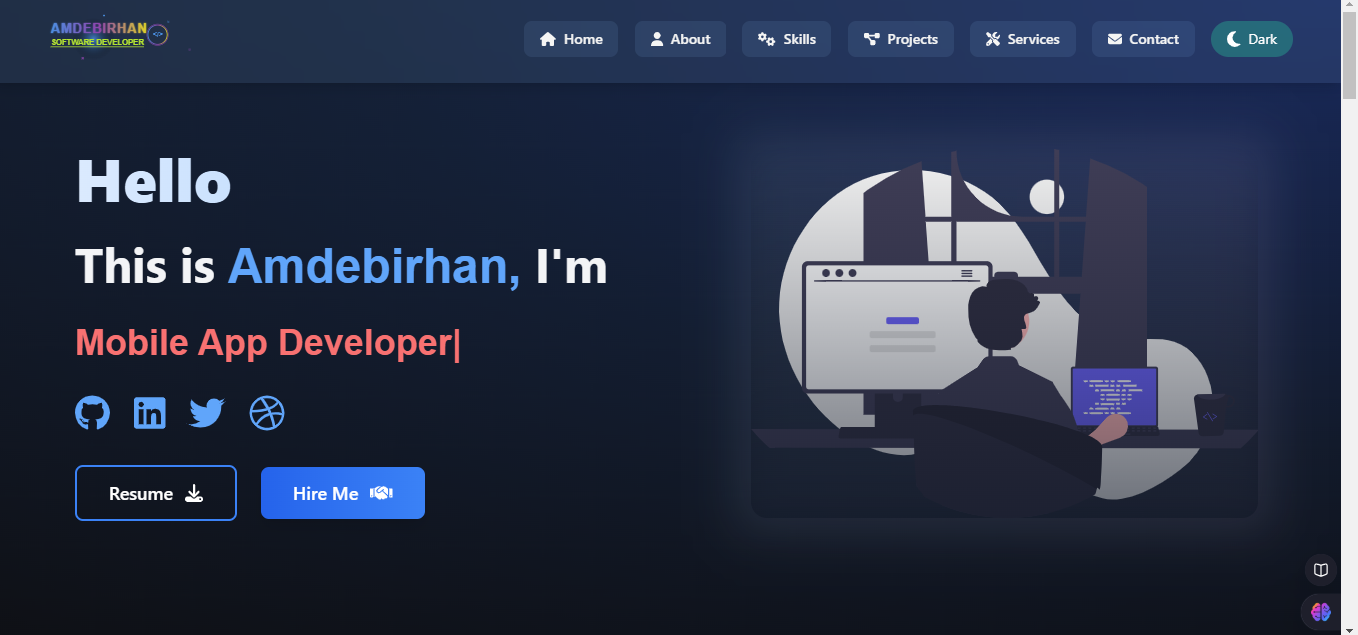 AMDEBIRHAN </>
SOFTWARE DEVELOPER
Home About Skills Projects Services Contact Dark
Hello
This is Amdebirhan, I'm
Mobile App Developer|
in
Resume Hire Me
</>